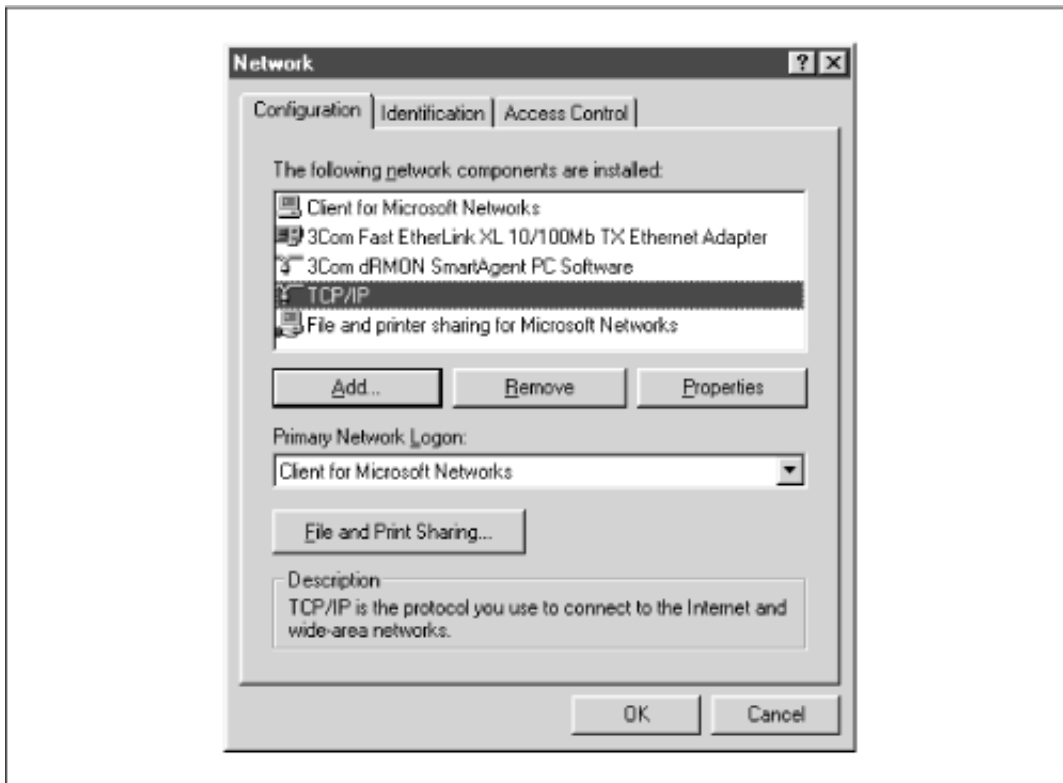 Network
Configuration Identification Access Control
The following network components are installed:
Client for Microsoft Networks
3Com Fast EtherLink XL 10/100Mb TX Ethernet Adapter
3Com dRMON SmartAgent PC Software
TCP/IP
File and printer sharing for Microsoft Networks
Add... Remove Properties
Primary Network Logon:
Client for Microsoft Networks
File and Print Sharing...
Description
TCP/IP is the protocol you use to connect to the Internet and
wide-area networks.
OK Cancel